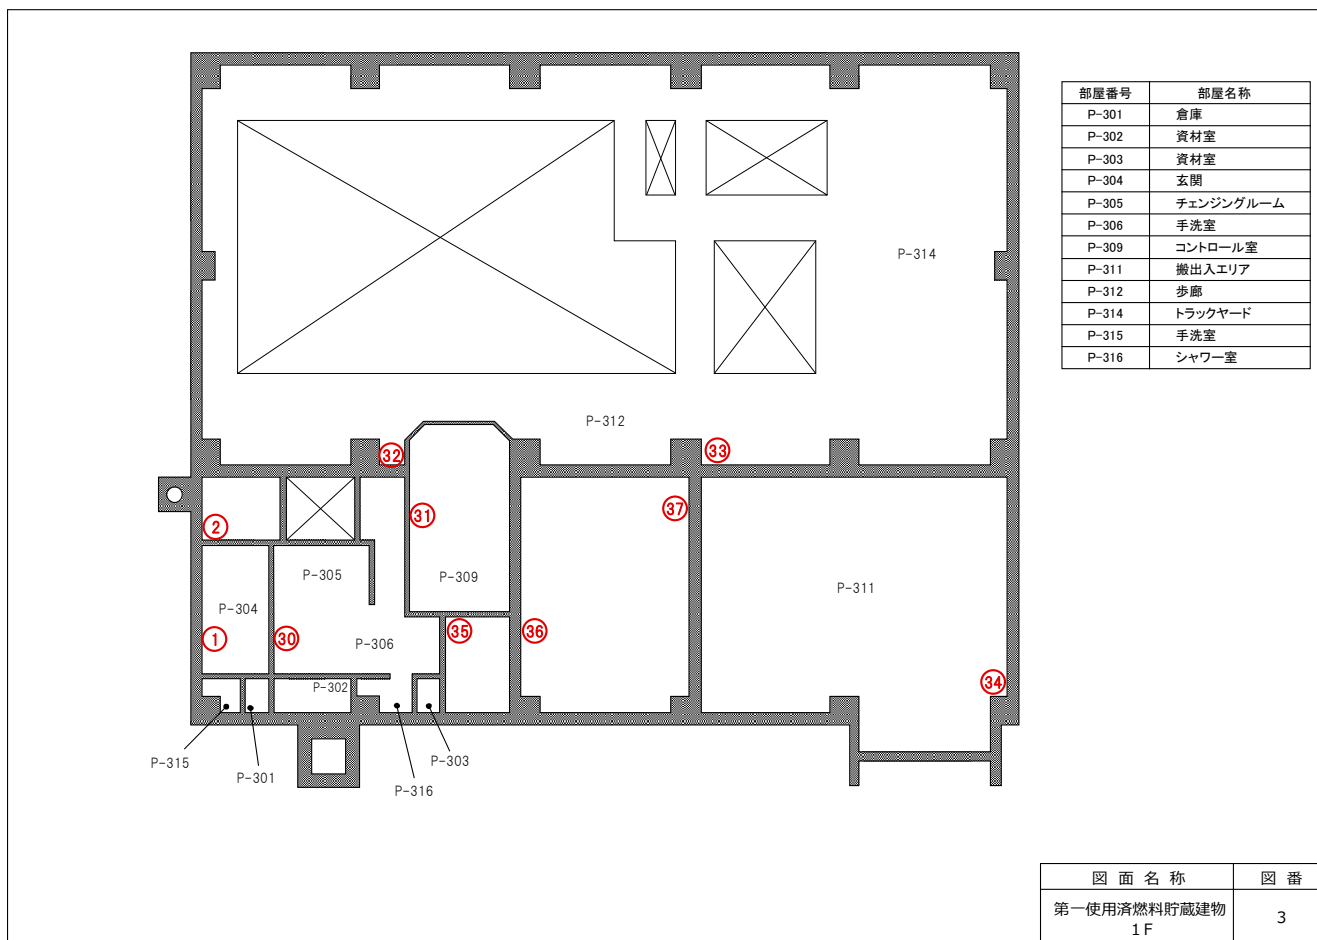 部屋番号 部屋名称
P-301 倉庫
P-302 資材室
P-303 資材室
P-304 玄関
P-305 チェンジングルーム
P-306 手洗室
P-309 コントロール室
P-311 搬出入エリア
P-312 歩廊
P-314 トラックヤード
P-315 手洗室
P-316 シャワー室
P-314
P-312
32
33
31
37
2
P-305
P-309
P-311
P-304
1
30
P-306
35
36
34
P-302
P-315
P-301
P-316
P-303
図面名称 図番
第一使用済燃料貯蔵建物
1F
3